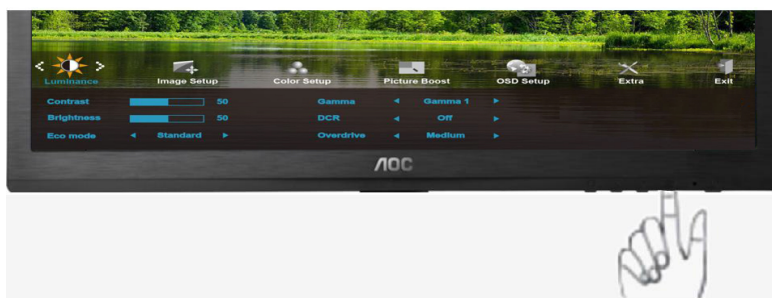 < >
Luminance Image Setup Color Setup Picture Boost OSD Setup Extra Exit
Contrast 50 Gamma Gamma 1
Brightness 50 DCR Off
Eco mode Standard Overdrive Medium
AOC